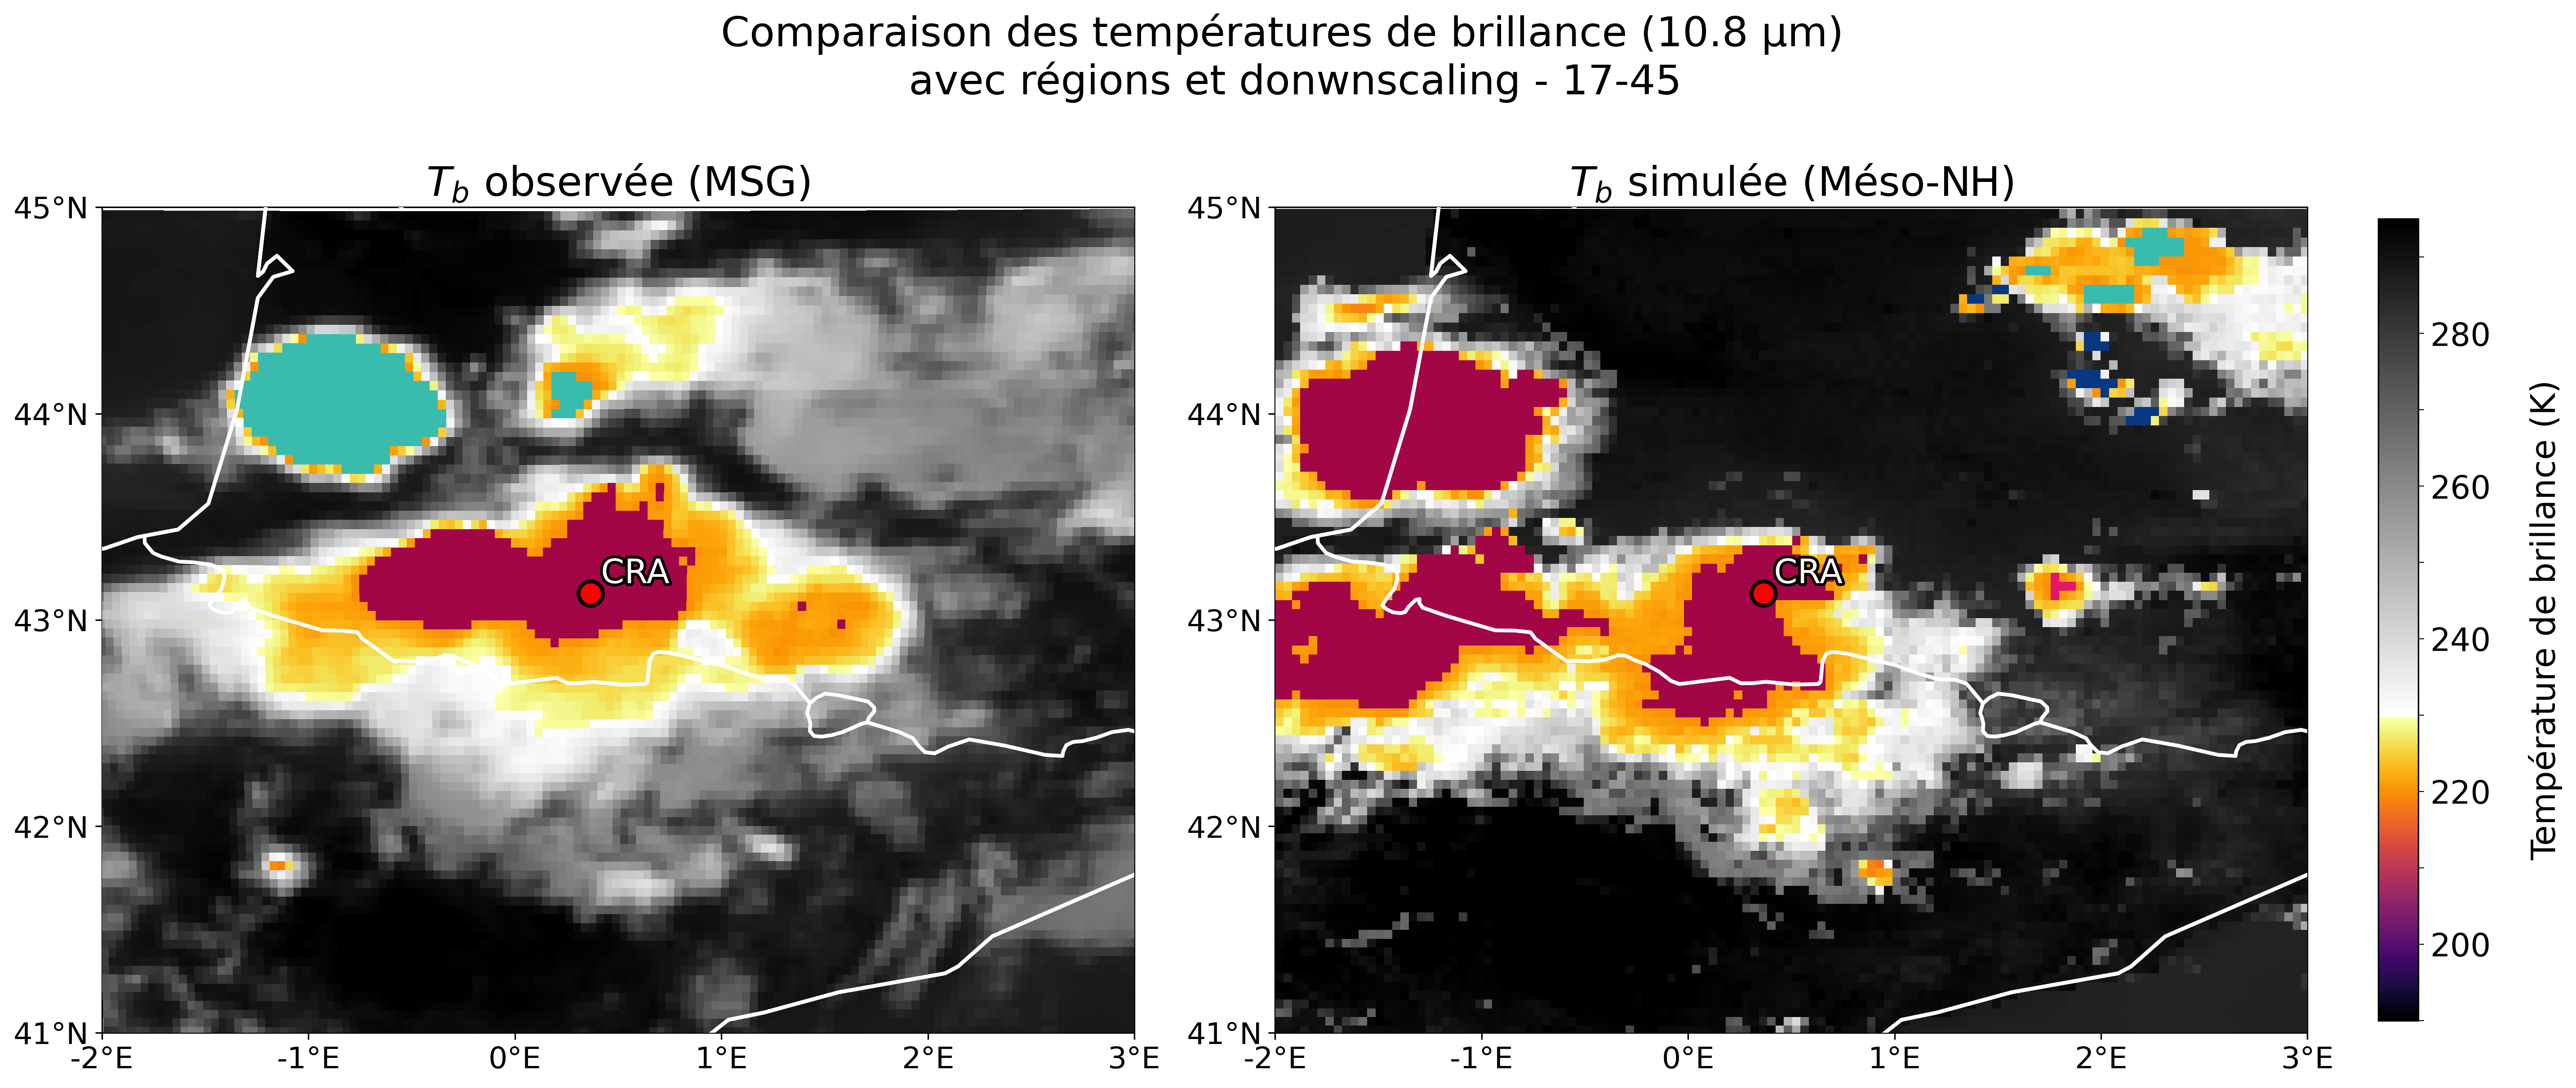 Comparaison des températures de brillance (10.8 µm)
avec régions et donwnscaling - 17-45
T_b observée (MSG)
45°N
44°N
43°N
42°N
41°N
-2°E
-1°E
0°E
1°E
2°E
3°E
CRA
T_b simulée (Méso-NH)
45°N
44°N
43°N
42°N
41°N
-2°E
-1°E
0°E
1°E
2°E
3°E
CRA
280
260
240
220
200
Température de brillance (K)